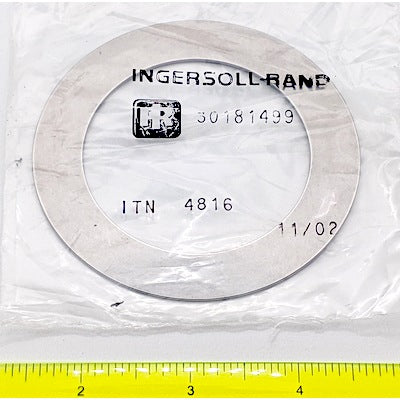 INGERSOLL-RAND
IR 30181499
ITN 4816
11/02
2 3 4